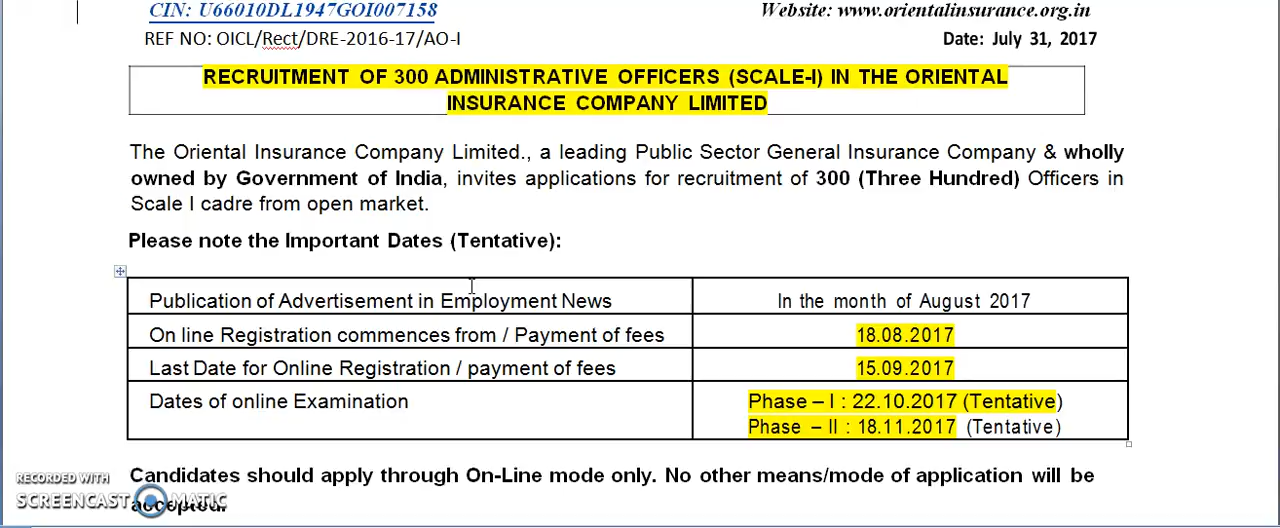 CIN: U66010DL1947GOI007158 Website: www.orientalinsurance.org.in
REF NO: OICL/Rect/DRE-2016-17/AO-I Date: July 31, 2017
RECRUITMENT OF 300 ADMINISTRATIVE OFFICERS (SCALE-I) IN THE ORIENTAL
INSURANCE COMPANY LIMITED
The Oriental Insurance Company Limited., a leading Public Sector General Insurance Company & wholly
owned by Government of India, invites applications for recruitment of 300 (Three Hundred) Officers in
Scale I cadre from open market.
Please note the Important Dates (Tentative):
Publication of Advertisement in Employment News In the month of August 2017
On line Registration commences from / Payment of fees 18.08.2017
Last Date for Online Registration / payment of fees 15.09.2017
Dates of online Examination Phase – I : 22.10.2017 (Tentative)
Phase – II : 18.11.2017 (Tentative)
Candidates should apply through On-Line mode only. No other means/mode of application will be
accepted.
RECORDED WITH
SCREENCAST MATIC